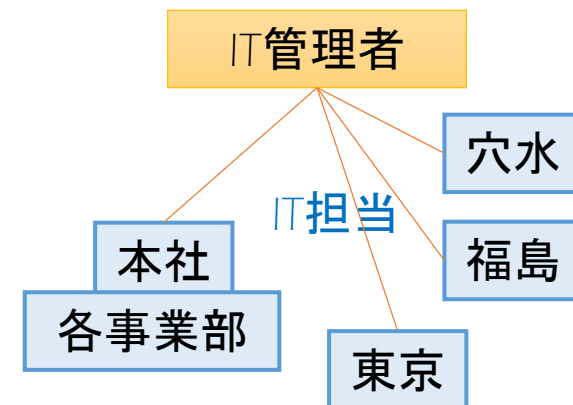 IT管理者
穴水
IT担当
本社
福島
各事業部
東京